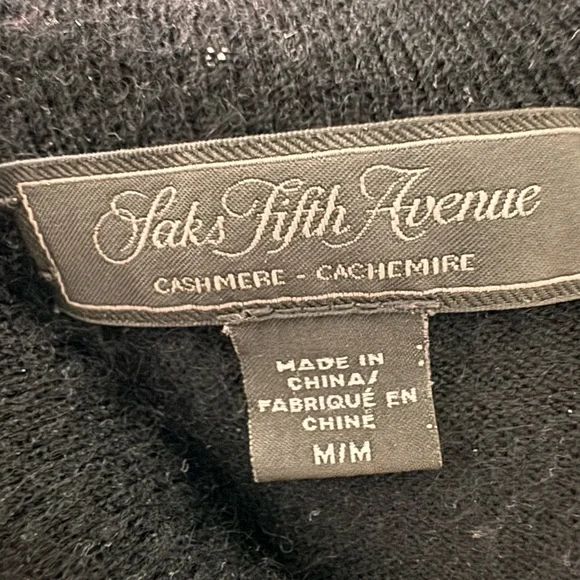 Saks Fifth Avenue
CASHMERE - CACHEMIRE
MADE IN
CHINA/
FABRIQUÉ EN
CHINE
M/M